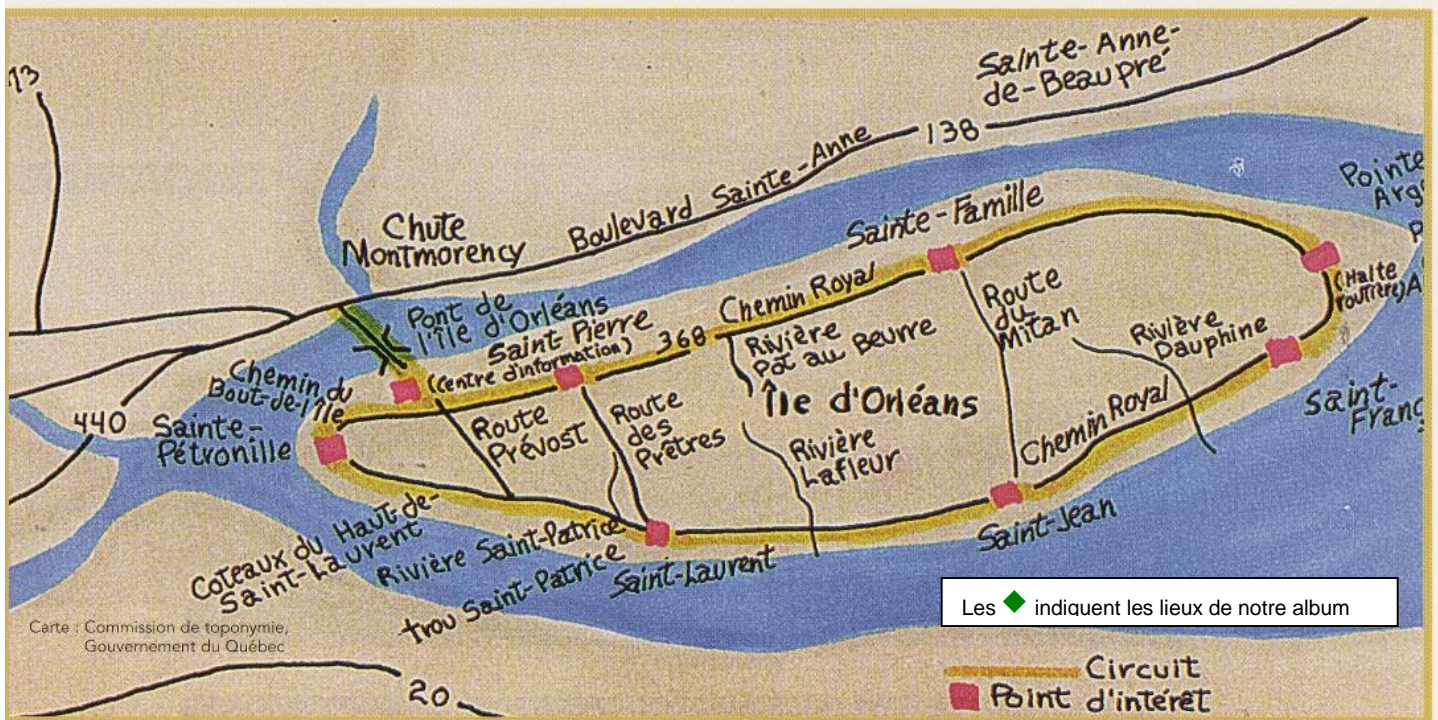 73
Sainte-Anne-
de-Beaupré
138
Boulevard Sainte-Anne
Chute
Montmorency
Pointe
Arg
Pont de
l'île d'Orléans
Sainte-Famille
Chemin Royal
368
Saint Pierre
(centre d'information)
Chemin du
Bout-de-l'île
440
Sainte-
Pétronille
Route
Prévost
Route
des
Prêtres
Rivière
Pot au Beurre
Île d'Orléans
Rivière
Lafleur
Route
du
Mitan
Rivière
Dauphine
(Halte
routière)
Chemin Royal
Saint-
Franç
Saint-Jean
Coteaux du Haut-de-
Saint-Laurent
Rivière Saint-Patrice
trou Saint-Patrice
Saint-Laurent
Les indiquent les lieux de notre album
Carte : Commission de toponymie,
Gouvernement du Québec
20
Circuit
Point
d'intérêt